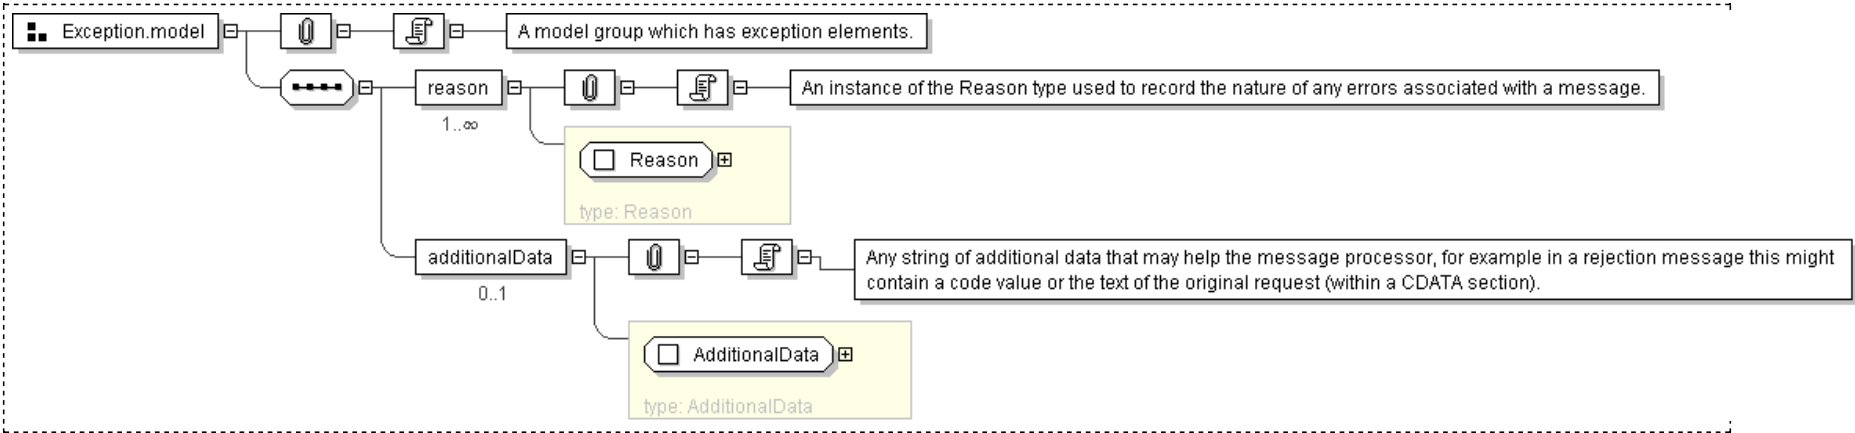 Exception.model
A model group which has exception elements.
reason
An instance of the Reason type used to record the nature of any errors associated with a message.
1..∞
Reason
type: Reason
additionalData
Any string of additional data that may help the message processor, for example in a rejection message this might
contain a code value or the text of the original request (within a CDATA section).
0..1
AdditionalData
type: AdditionalData